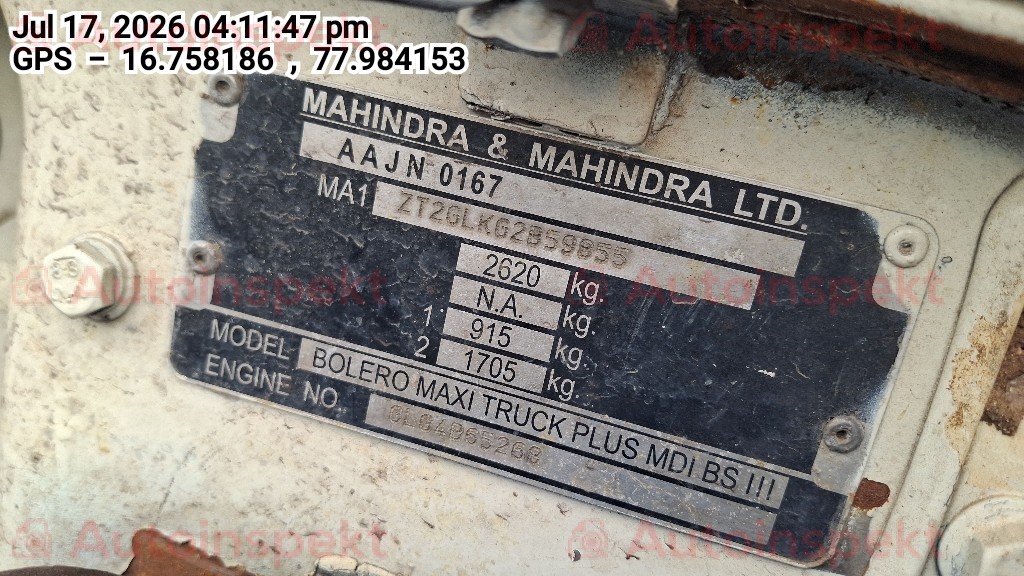 Jul 17, 2026 04:11:47 pm
GPS – 16.758186 , 77.984153
MAHINDRA & MAHINDRA LTD.
AAJN 0167
MA1 ZT2GLKG2B59855
2620 kg.
N.A. kg.
1 915 kg.
2 1705 kg.
MODEL BOLERO MAXI TRUCK PLUS MDI BS III
ENGINE NO.
Autoinspekt